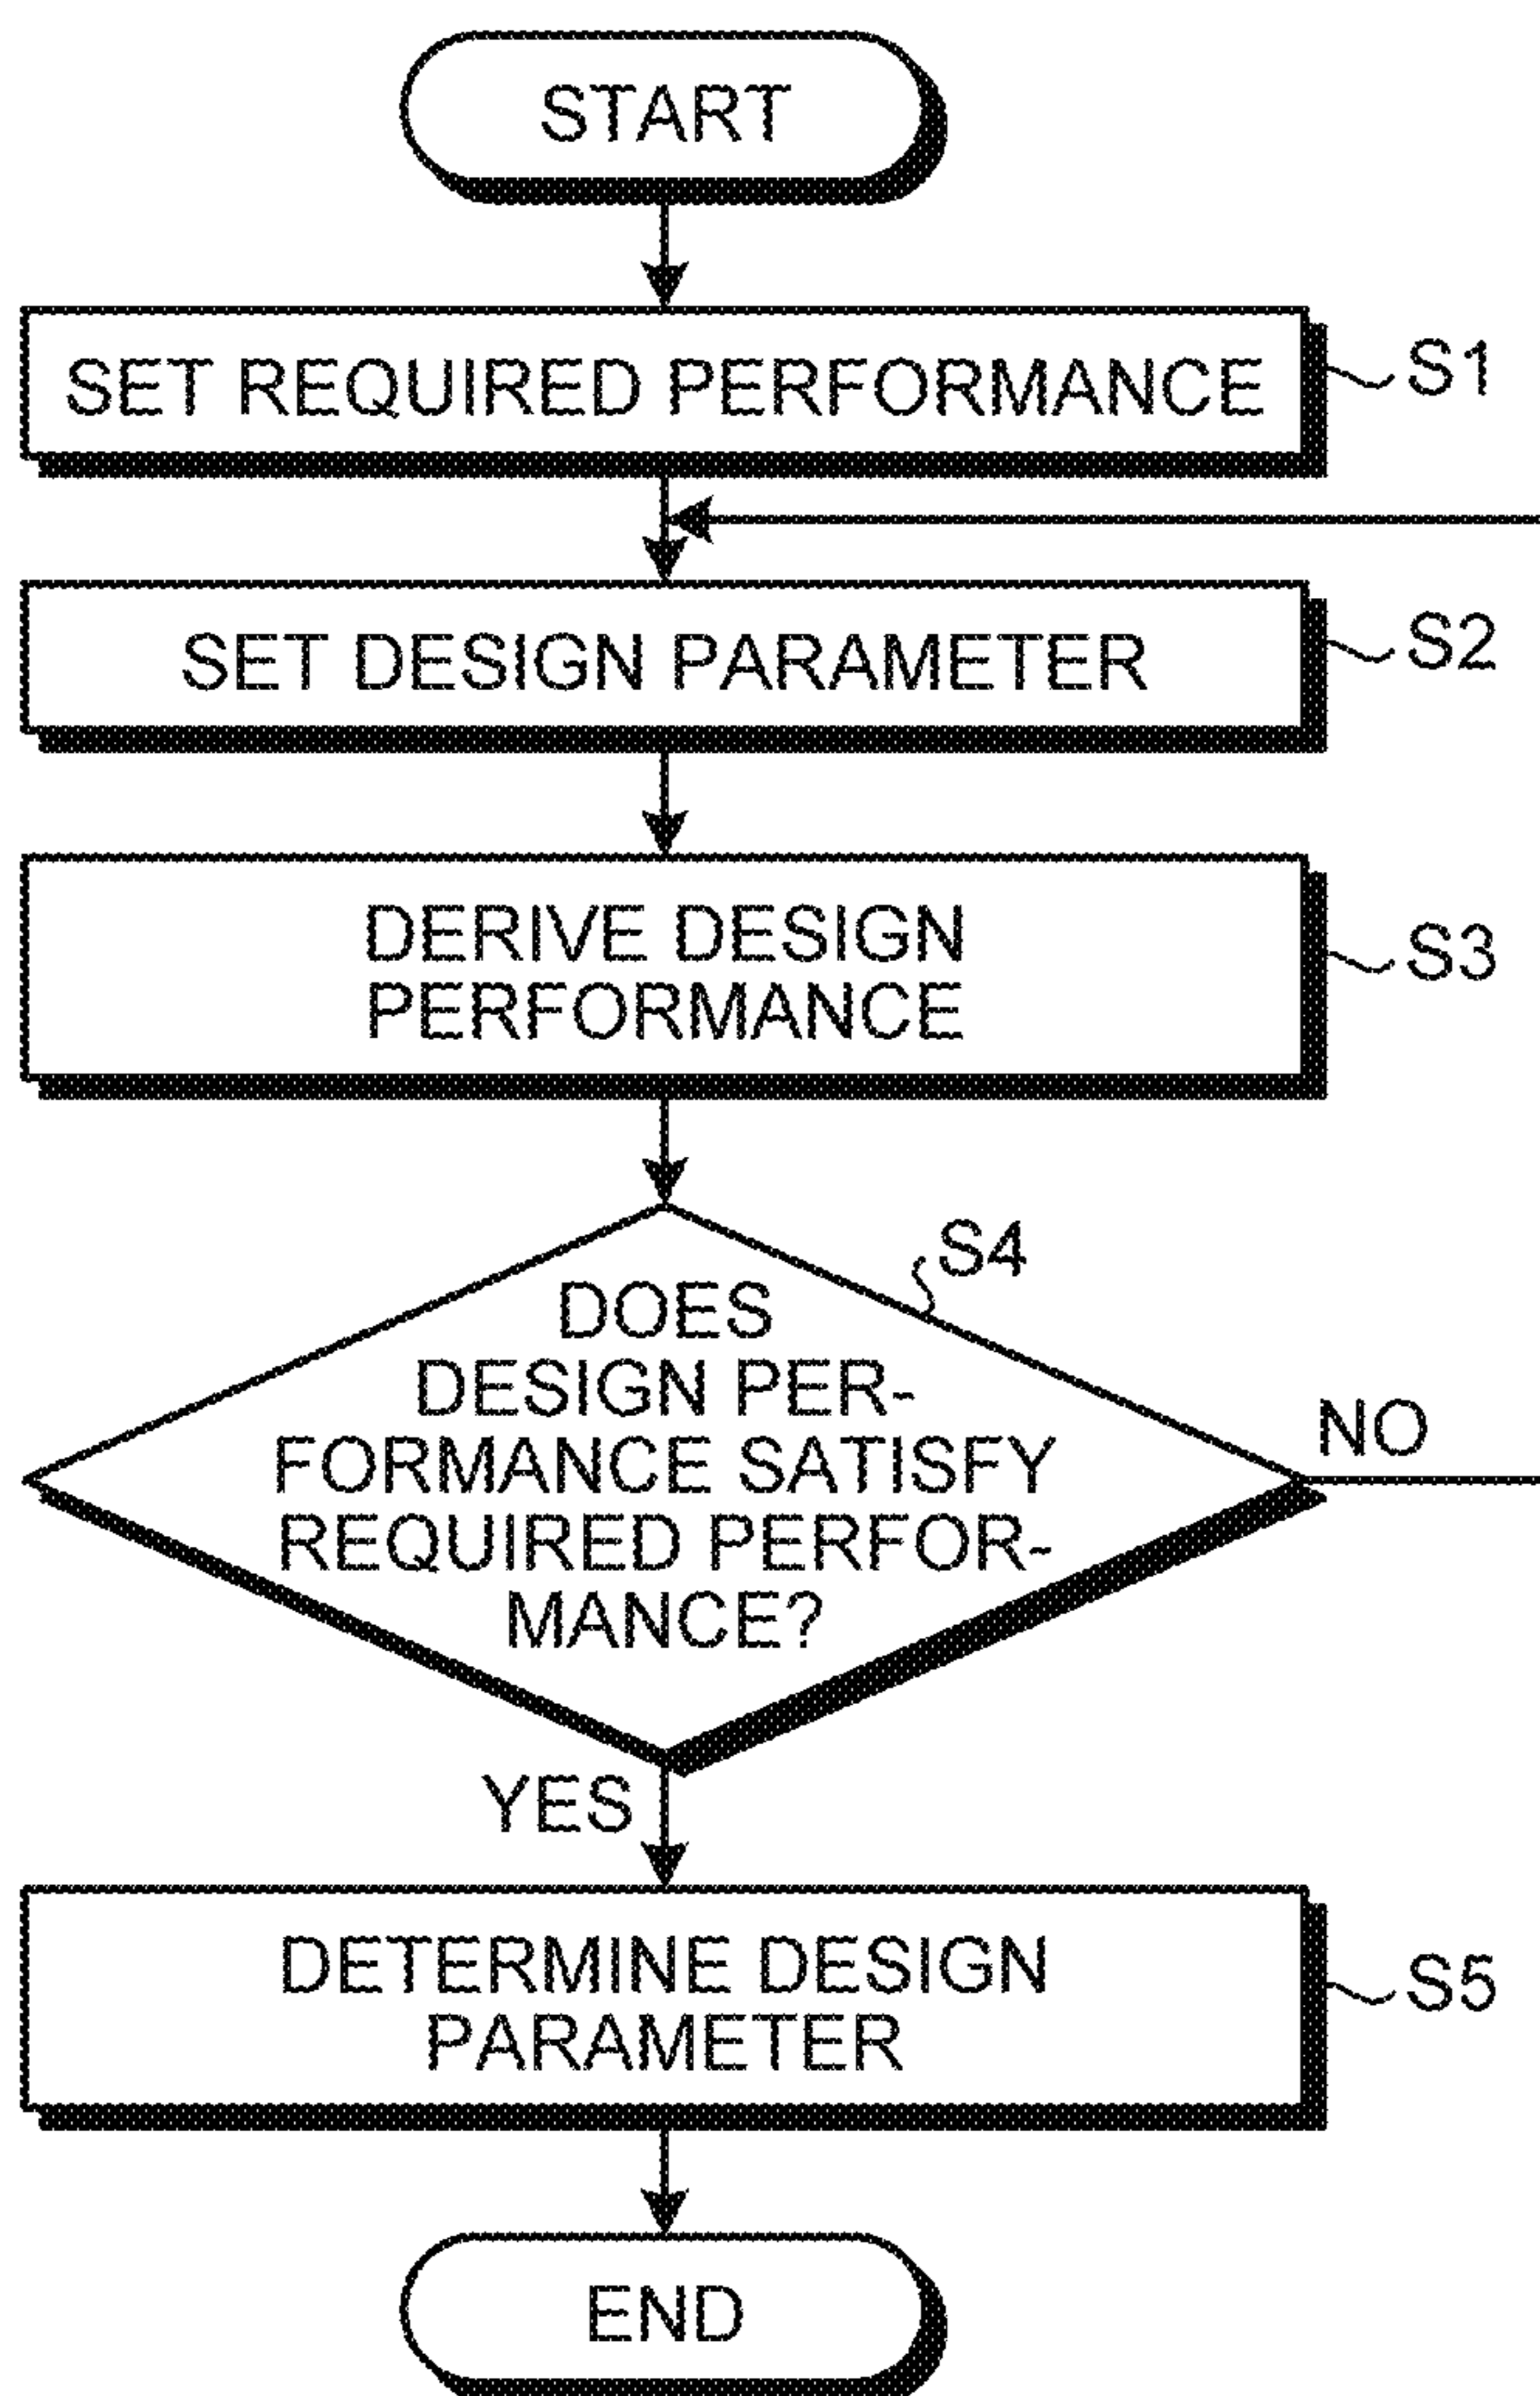 START
SET REQUIRED PERFORMANCE
S1
SET DESIGN PARAMETER
S2
DERIVE DESIGN
PERFORMANCE
S3
S4
DOES
DESIGN PER-
FORMANCE SATISFY
REQUIRED PERFOR-
MANCE?
NO
YES
DETERMINE DESIGN
PARAMETER
S5
END